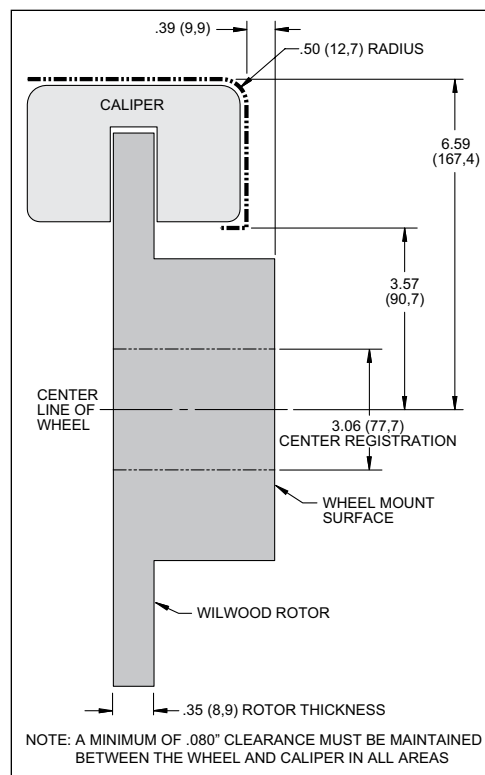 .39 (9,9)
.50 (12,7) RADIUS
CALIPER
6.59
(167,4)
3.57
(90,7)
CENTER
LINE OF
WHEEL
3.06 (77,7)
CENTER REGISTRATION
WHEEL MOUNT
SURFACE
WILWOOD ROTOR
.35 (8,9) ROTOR THICKNESS
NOTE: A MINIMUM OF .080" CLEARANCE MUST BE MAINTAINED
BETWEEN THE WHEEL AND CALIPER IN ALL AREAS